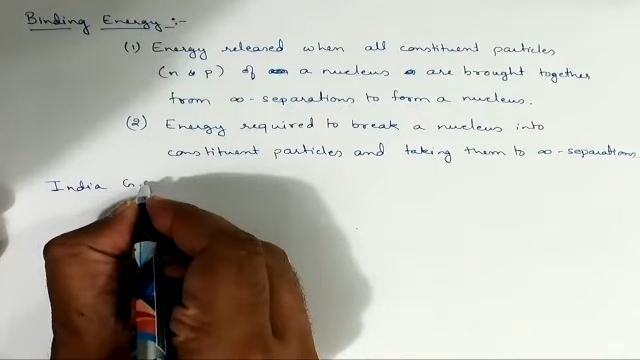 Binding Energy :-
(1) Energy released when all constituent particles
(n & p) of a nucleus are brought together
from ∞-separations to form a nucleus.
(2) Energy required to break a nucleus into
constituent particles and taking them to ∞-separations.
India